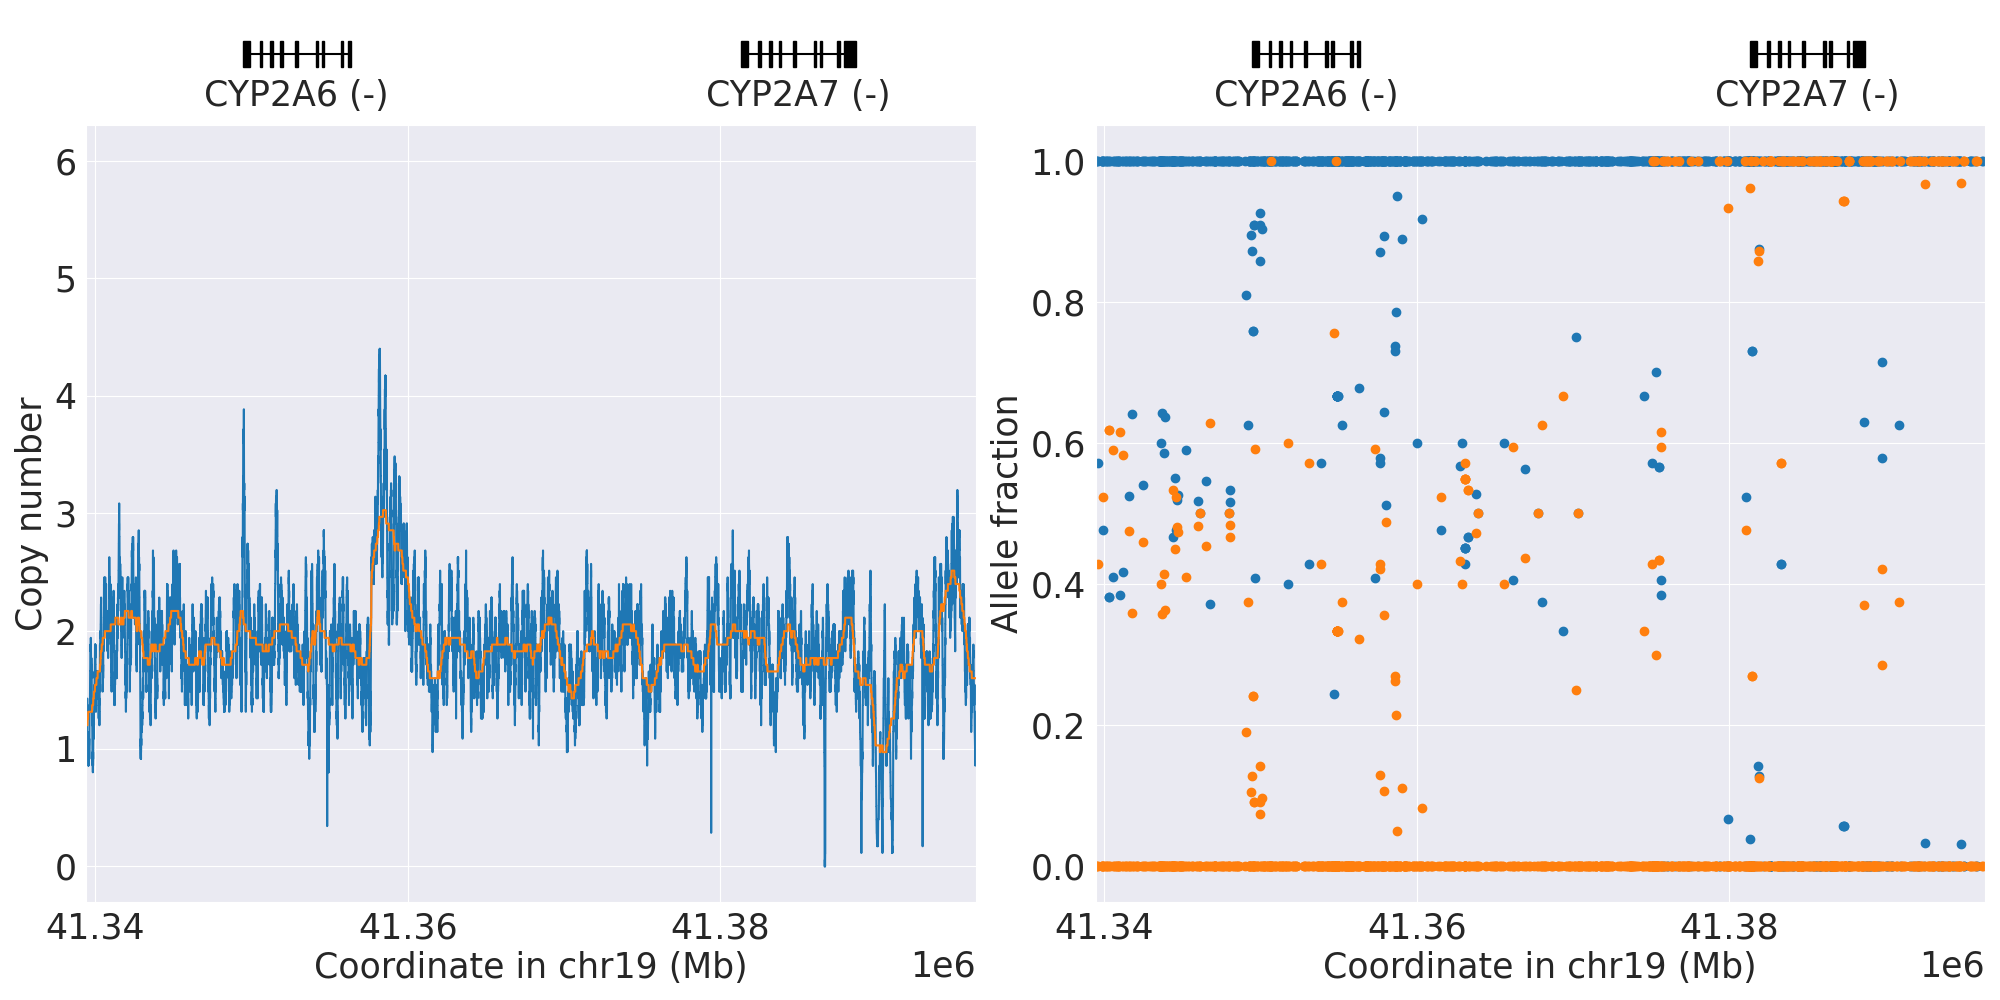 CYP2A6 (-) CYP2A7 (-) CYP2A6 (-) CYP2A7 (-)
6
5
4
3
2
1
0
Copy number
41.34 41.36 41.38
Coordinate in chr19 (Mb) 1e6
1.0
0.8
0.6
0.4
0.2
0.0
Allele fraction
41.34 41.36 41.38
Coordinate in chr19 (Mb) 1e6